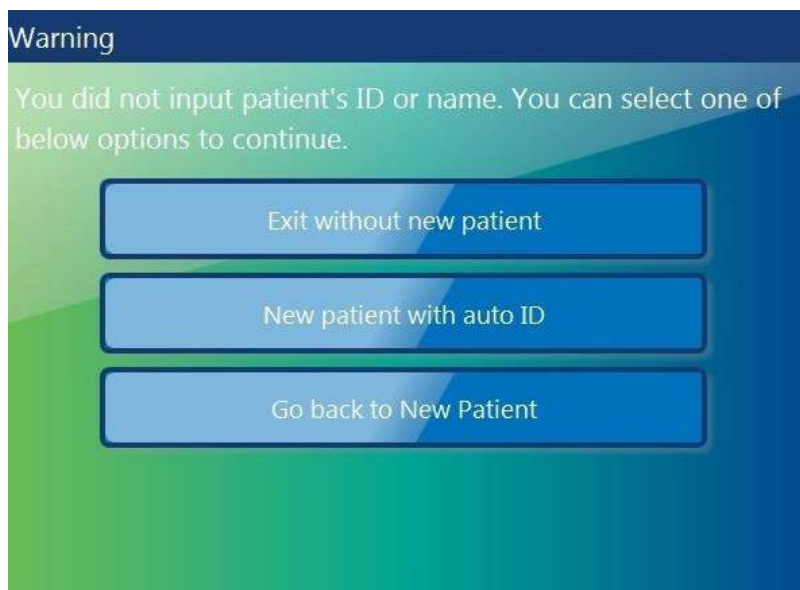 Warning
You did not input patient's ID or name. You can select one of
below options to continue.
Exit without new patient
New patient with auto ID
Go back to New Patient